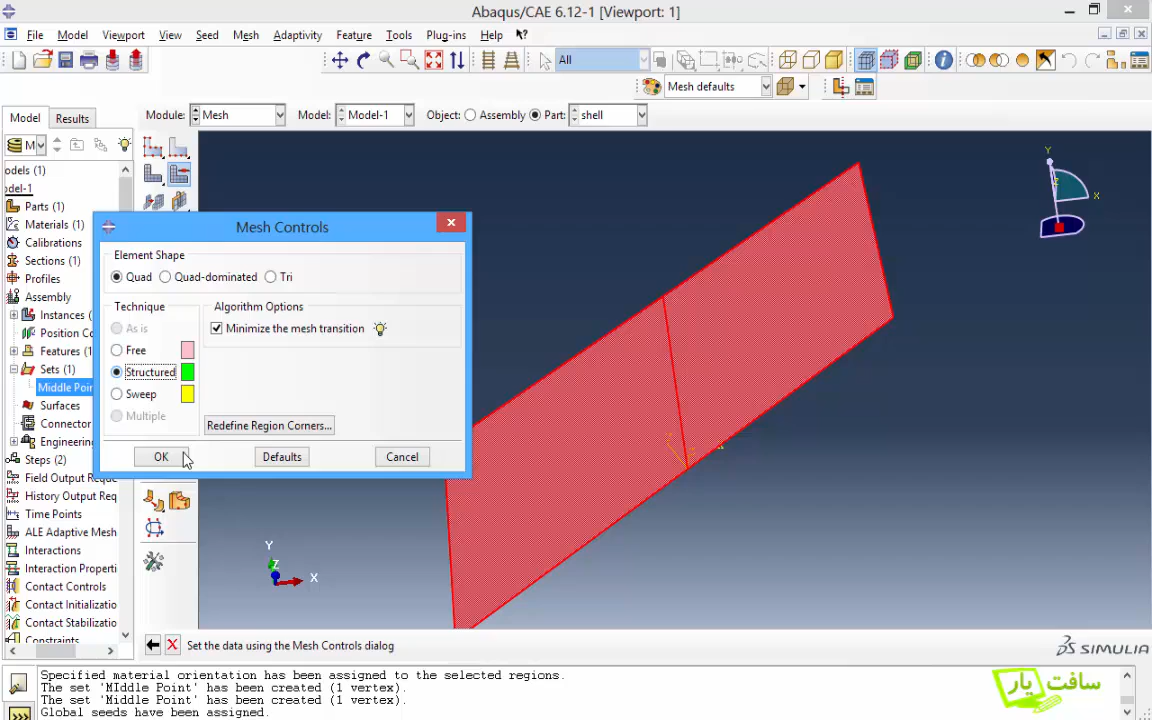 Abaqus/CAE 6.12-1 [Viewport: 1]
File Model Viewport View Seed Mesh Adaptivity Feature Tools Plug-ins Help
All
Mesh defaults
Model Results
Module: Mesh Model: Model-1 Object: Assembly Part: shell
odels (1)
odel-1
Parts (1)
Materials (1)
Calibrations
Sections (1)
Profiles
Assembly
Instances (
Position Co
Features (1
Sets (1)
Middle Poin
Surfaces
Connector
Engineering
Steps (2)
Field Output Reque
History Output Req
Time Points
ALE Adaptive Mesh
Interactions
Interaction Properti
Contact Controls
Contact Initializatio
Contact Stabilizatio
Constraints
Mesh Controls
Element Shape
Quad Quad-dominated Tri
Technique
As is
Free
Structured
Sweep
Multiple
Algorithm Options
Minimize the mesh transition
Redefine Region Corners...
OK Defaults Cancel
Y
Z
X
Y
Z
X
Set the data using the Mesh Controls dialog
SIMULIA
Specified material orientation has been assigned to the selected regions.
The set 'MIddle Point' has been created (1 vertex).
The set 'Middle Point' has been created (1 vertex).
Global seeds have been assigned.
سافت یار